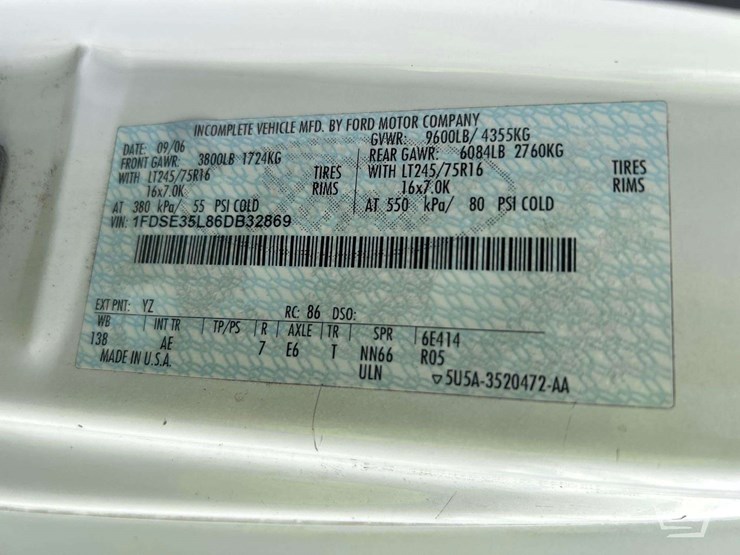 INCOMPLETE VEHICLE MFD. BY FORD MOTOR COMPANY
DATE: 09/06 GVWR: 9600LB/ 4355KG
FRONT GAWR: 3800LB 1724KG REAR GAWR: 6084LB 2760KG
WITH LT245/75R16 TIRES WITH LT245/75R16 TIRES
16x7.0K RIMS 16x7.0K RIMS
AT 380 kPa/ 55 PSI COLD AT 550 kPa/ 80 PSI COLD
VIN: 1FDSE35L86DB32869
EXT PNT: YZ RC: 86 DSO:
WB INT TR TP/PS R AXLE TR SPR 6E414
138 AE 7 E6 T NN66 R05
MADE IN U.S.A. ULN ▽5U5A-3520472-AA